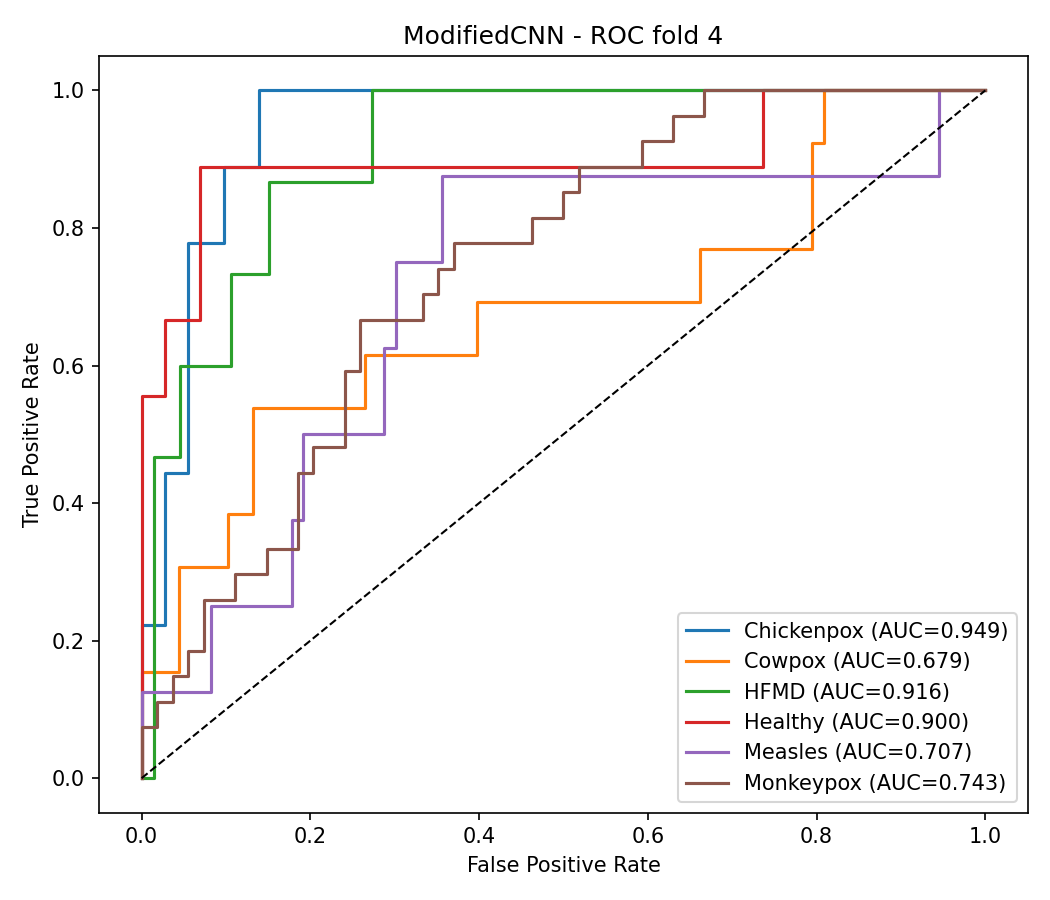 ModifiedCNN - ROC fold 4
True Positive Rate
1.0
0.8
0.6
0.4
0.2
0.0
Chickenpox (AUC=0.949)
Cowpox (AUC=0.679)
HFMD (AUC=0.916)
Healthy (AUC=0.900)
Measles (AUC=0.707)
Monkeypox (AUC=0.743)
0.0 0.2 0.4 0.6 0.8 1.0
False Positive Rate